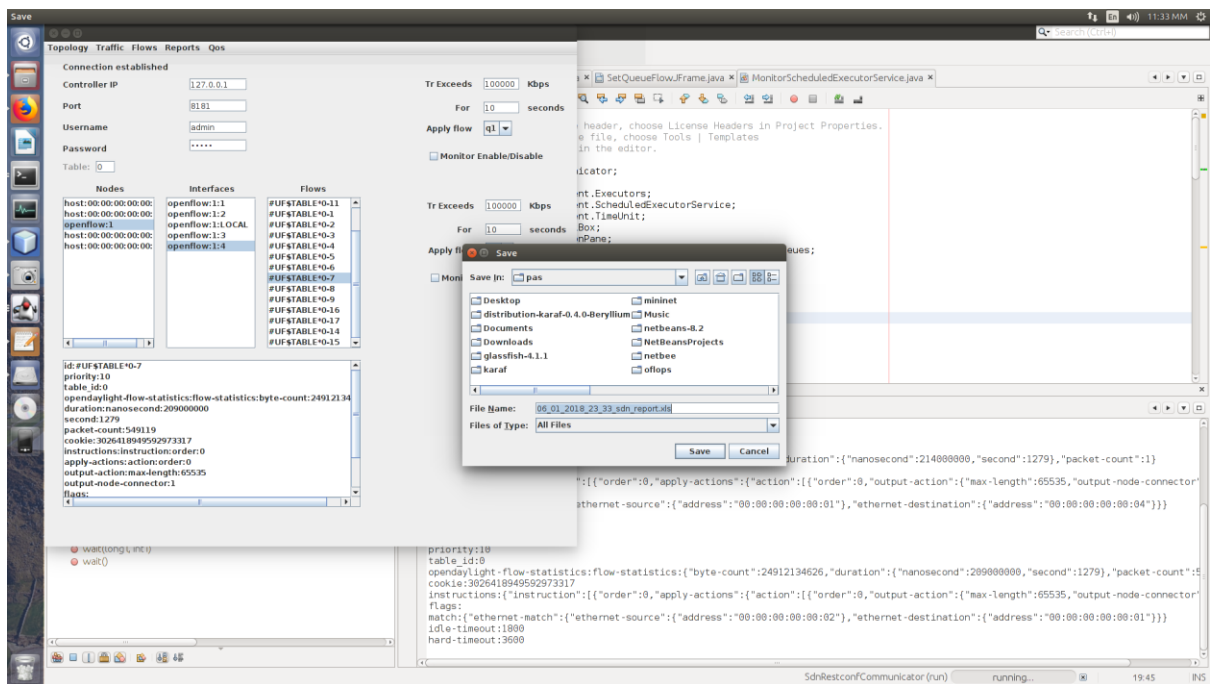 Save
En
11:33 MM
Search (Ctrl+I)
Topology Traffic Flows Reports Qos
Connection established
Controller IP 127.0.0.1
Port 8181
Username admin
Password •••••
Table: 0
Tr Exceeds 100000 Kbps
For 10 seconds
Apply flow q1
Monitor Enable/Disable
Tr Exceeds 100000 Kbps
For 10 seconds
Apply fl
Moni
Nodes
host:00:00:00:00:00:
host:00:00:00:00:00:
openflow:1
host:00:00:00:00:00:
host:00:00:00:00:00:
Interfaces
openflow:1:1
openflow:1:2
openflow:1:LOCAL
openflow:1:3
openflow:1:4
Flows
#UF$TABLE*0-11
#UF$TABLE*0-1
#UF$TABLE*0-2
#UF$TABLE*0-3
#UF$TABLE*0-4
#UF$TABLE*0-5
#UF$TABLE*0-6
#UF$TABLE*0-7
#UF$TABLE*0-8
#UF$TABLE*0-9
#UF$TABLE*0-16
#UF$TABLE*0-17
#UF$TABLE*0-14
#UF$TABLE*0-15
id:#UF$TABLE*0-7
priority:10
table_id:0
opendaylight-flow-statistics:flow-statistics:byte-count:24912134
duration:nanosecond:209000000
second:1279
packet-count:549119
cookie:3026418949592973317
instructions:instruction:order:0
apply-actions:action:order:0
output-action:max-length:65535
output-node-connector:1
flags:
SetQueueFlowJFrame.java
MonitorScheduledExecutorService.java
header, choose License Headers in Project Properties.
e file, choose Tools | Templates
in the editor.
icator;
nt.Executors;
nt.ScheduledExecutorService;
nt.TimeUnit;
Box;
nPane;
eues;
Save
Save In: pas
Desktop
distribution-karaf-0.4.0-Beryllium
Documents
Downloads
glassfish-4.1.1
karaf
mininet
Music
netbeans-8.2
NetBeansProjects
netbee
oflops
File Name: 06_01_2018_23_33_sdn_report.xls
Files of Type: All Files
Save Cancel
duration":{"nanosecond":214000000,"second":1279},"packet-count":1}
":[{"order":0,"apply-actions":{"action":[{"order":0,"output-action":{"max-length":65535,"output-node-connector"
ethernet-source":{"address":"00:00:00:00:00:01"},"ethernet-destination":{"address":"00:00:00:00:00:04"}}}
priority:10
table_id:0
opendaylight-flow-statistics:flow-statistics:{"byte-count":24912134626,"duration":{"nanosecond":209000000,"second":1279},"packet-count":5
cookie:3026418949592973317
instructions:{"instruction":[{"order":0,"apply-actions":{"action":[{"order":0,"output-action":{"max-length":65535,"output-node-connector"
flags:
match:{"ethernet-match":{"ethernet-source":{"address":"00:00:00:00:00:02"},"ethernet-destination":{"address":"00:00:00:00:00:01"}}}
idle-timeout:1800
hard-timeout:3600
wait(long l, int i)
wait()
SdnRestconfCommunicator (run) running... 19:45 INS